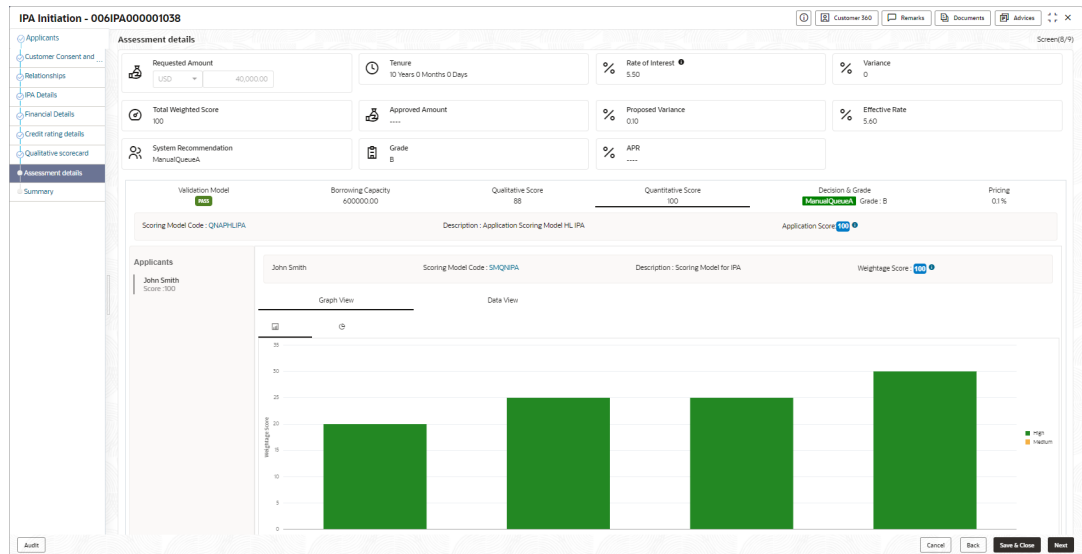 IPA Initiation - 006IPA000001038
Customer 360
Remarks
Documents
Advices
Applicants
Customer Consent and ...
Relationships
IPA Details
Financial Details
Credit rating details
Qualitative scorecard
Assessment details
Summary
Assessment details
Screen(8/9)
Requested Amount
USD 40,000.00
Tenure
10 Years 0 Months 0 Days
Rate of Interest
5.50
Variance
0
Total Weighted Score
100
Approved Amount
----
Proposed Variance
0.10
Effective Rate
5.60
System Recommendation
ManualQueueA
Grade
B
APR
----
Validation Model
PASS
Borrowing Capacity
600000.00
Qualitative Score
88
Quantitative Score
100
Decision & Grade
ManualQueueA Grade : B
Pricing
0.1 %
Scoring Model Code : QNAPHLIPA
Description : Application Scoring Model HL IPA
Application Score 100
Applicants
John Smith
Score :100
John Smith
Scoring Model Code : SMQNIPA
Description : Scoring Model for IPA
Weightage Score : 100
Graph View
Data View
35
30
25
20
15
10
5
0
Weightage Score
High
Medium
Audit
Cancel
Back
Save & Close
Next